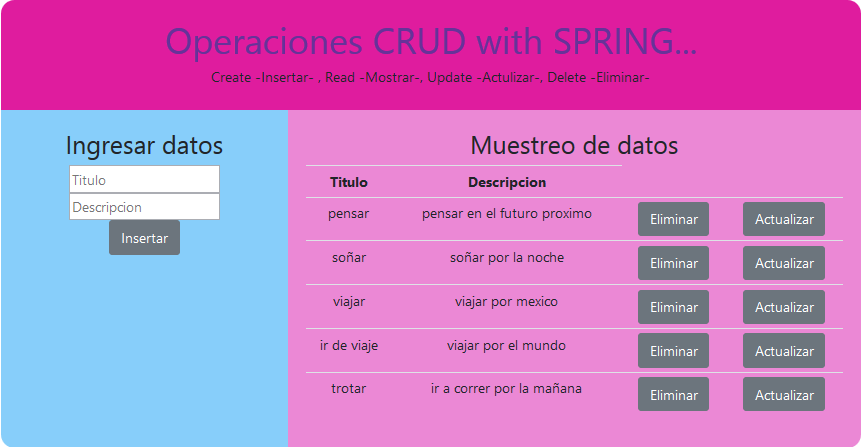 Operaciones CRUD with SPRING...
Create -Insertar- , Read -Mostrar-, Update -Actulizar-, Delete -Eliminar-
Ingresar datos
Titulo
Descripcion
Insertar
Muestreo de datos
Titulo Descripcion
pensar pensar en el futuro proximo Eliminar Actualizar
soñar soñar por la noche Eliminar Actualizar
viajar viajar por mexico Eliminar Actualizar
ir de viaje viajar por el mundo Eliminar Actualizar
trotar ir a correr por la mañana Eliminar Actualizar